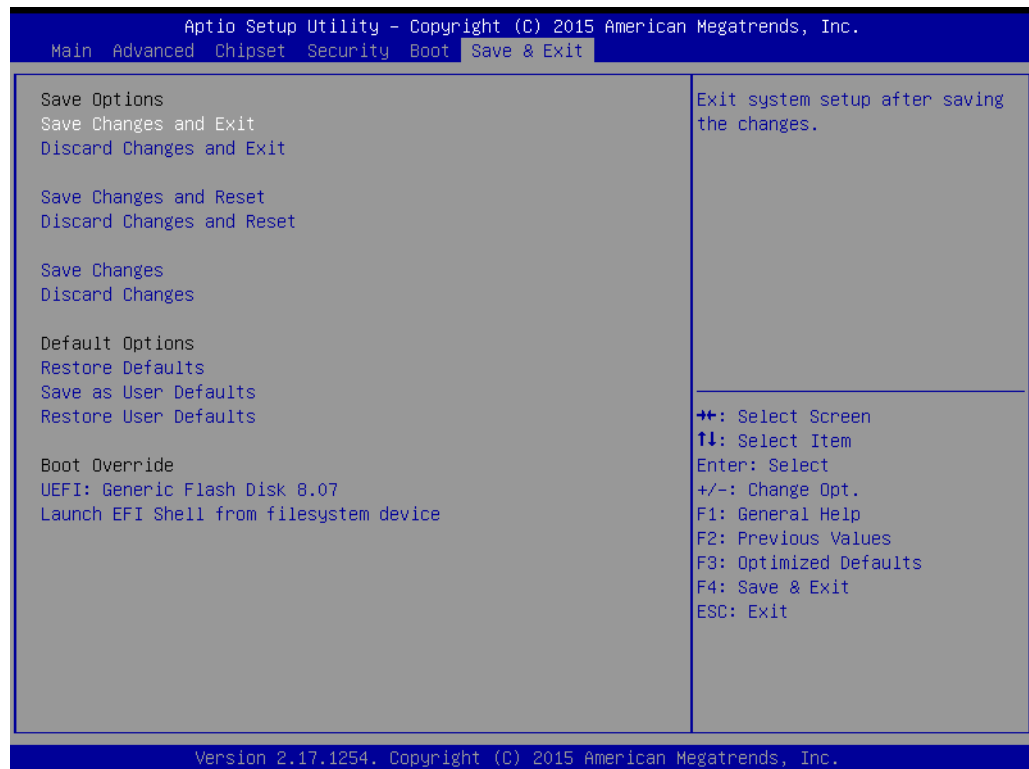 Aptio Setup Utility – Copyright (C) 2015 American Megatrends, Inc.
Main Advanced Chipset Security Boot Save & Exit
Save Options
Save Changes and Exit
Discard Changes and Exit
Save Changes and Reset
Discard Changes and Reset
Save Changes
Discard Changes
Default Options
Restore Defaults
Save as User Defaults
Restore User Defaults
Boot Override
UEFI: Generic Flash Disk 8.07
Launch EFI Shell from filesystem device
Exit system setup after saving
the changes.
→←: Select Screen
↑↓: Select Item
Enter: Select
+/-: Change Opt.
F1: General Help
F2: Previous Values
F3: Optimized Defaults
F4: Save & Exit
ESC: Exit
Version 2.17.1254. Copyright (C) 2015 American Megatrends, Inc.